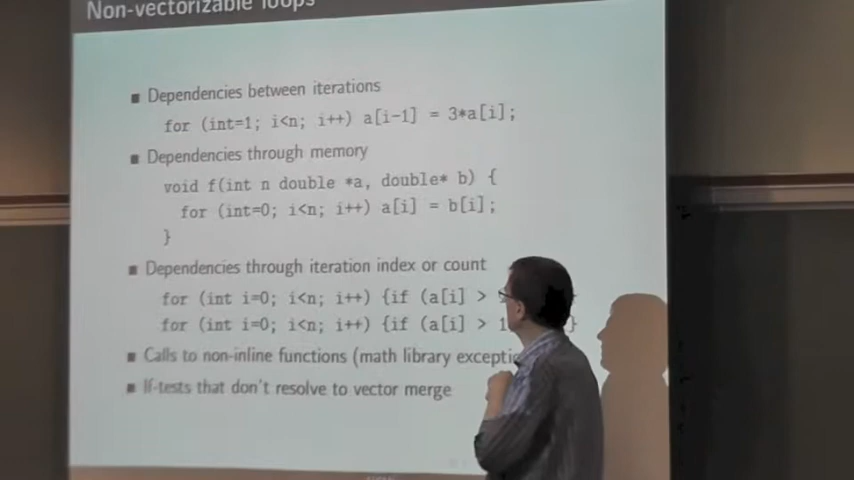 Non-vectorizable loops
■ Dependencies between iterations
for (int=1; i<n; i++) a[i-1] = 3*a[i];
■ Dependencies through memory
void f(int n double *a, double* b) {
for (int=0; i<n; i++) a[i] = b[i];
}
■ Dependencies through iteration index or count
for (int i=0; i<n; i++) {if (a[i] >
for (int i=0; i<n; i++) {if (a[i] > 1 }
■ Calls to non-inline functions (math library
■ If-tests that don't resolve to vector merge